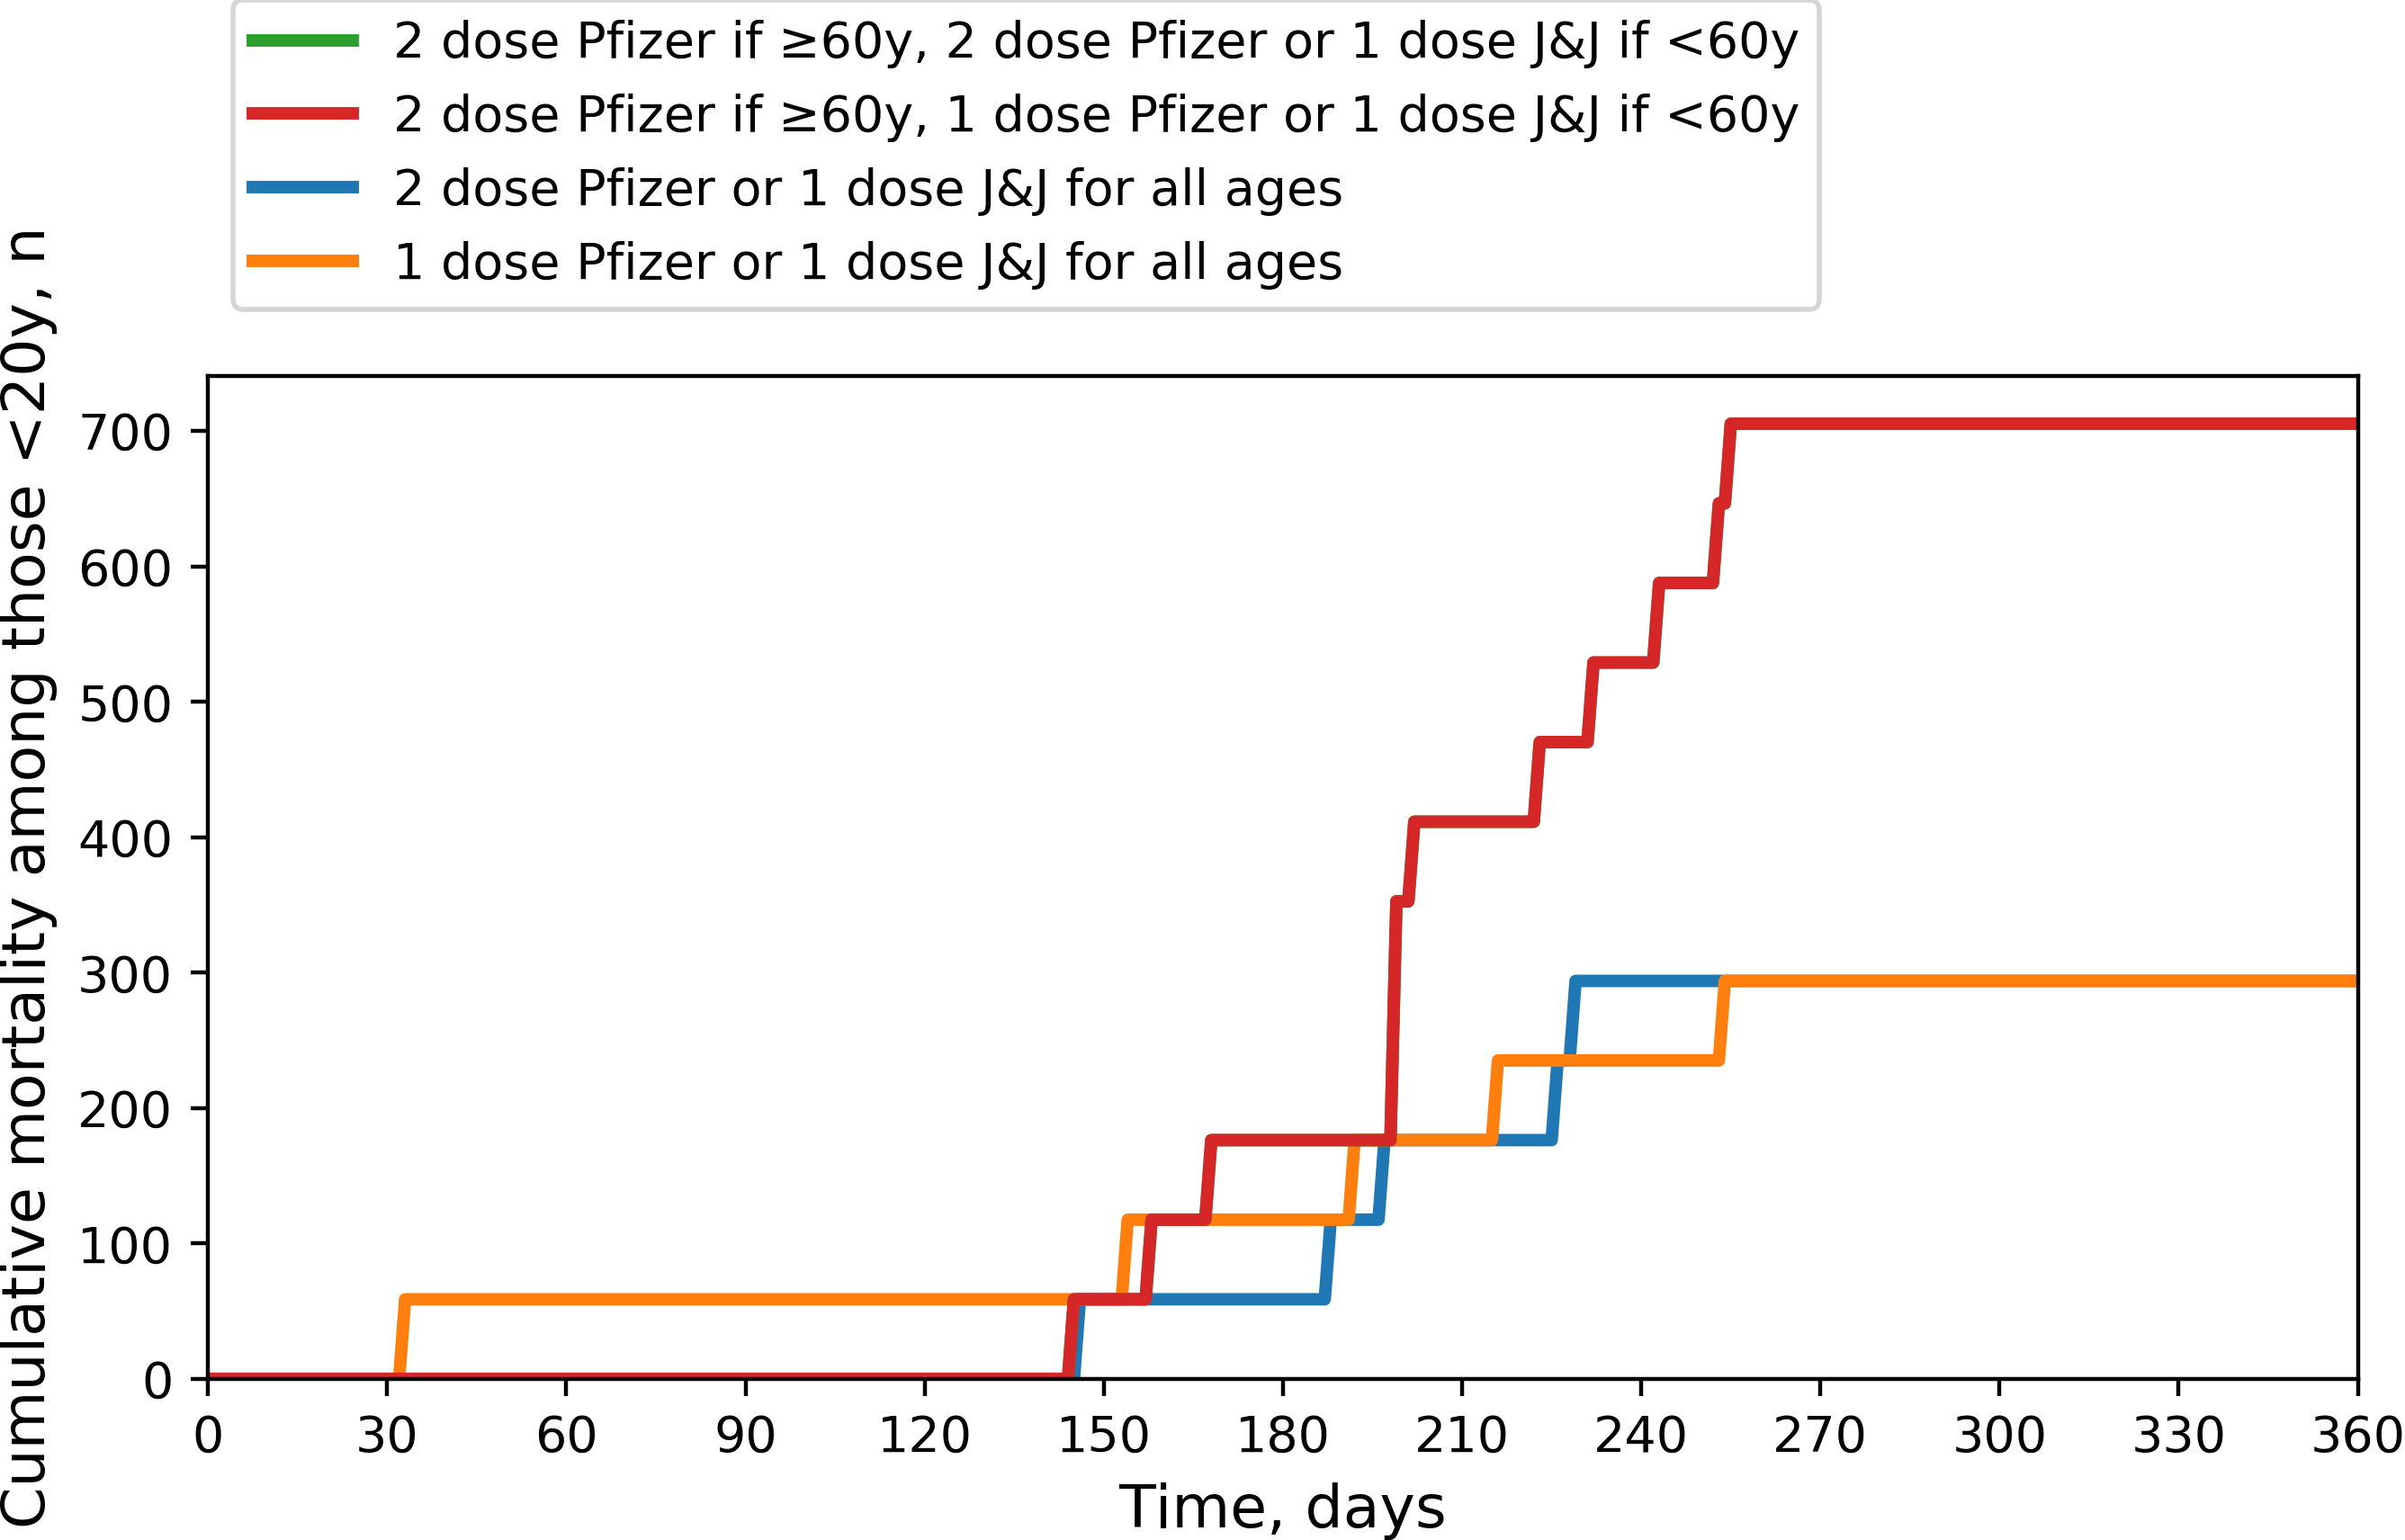 2 dose Pfizer if ≥60y, 2 dose Pfizer or 1 dose J&J if <60y
2 dose Pfizer if ≥60y, 1 dose Pfizer or 1 dose J&J if <60y
2 dose Pfizer or 1 dose J&J for all ages
1 dose Pfizer or 1 dose J&J for all ages
Cumulative mortality among those <20y, n
700
600
500
400
300
200
100
0
0 30 60 90 120 150 180 210 240 270 300 330 360
Time, days